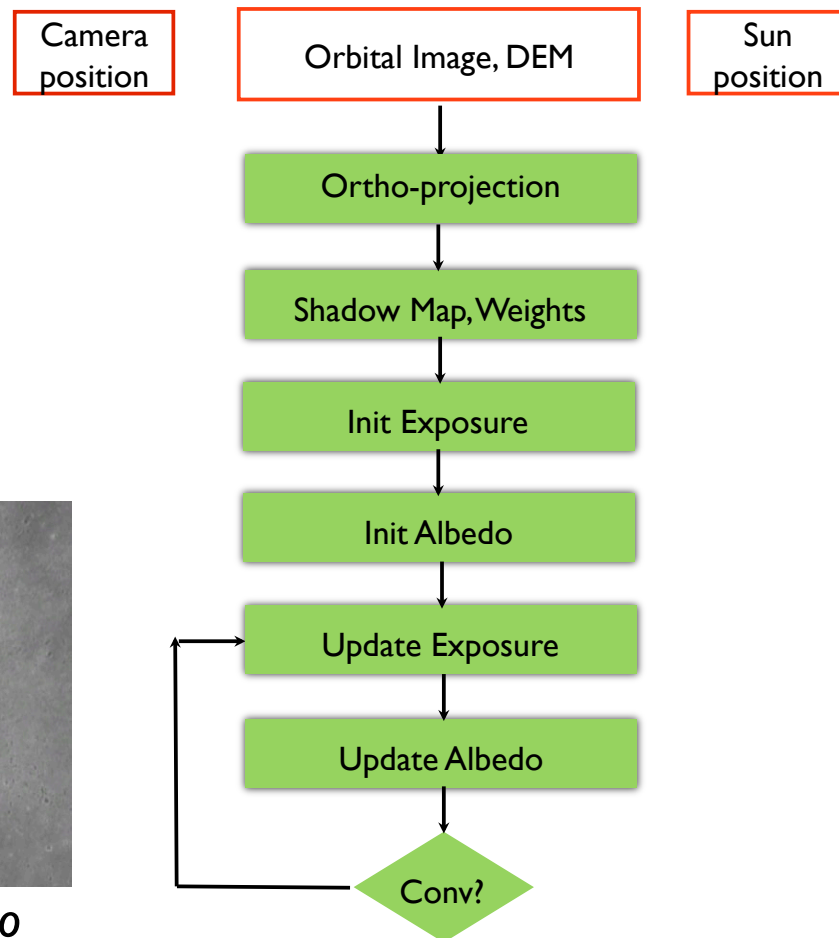 Camera
position
Orbital Image, DEM
Sun
position
Ortho-projection
Shadow Map, Weights
Init Exposure
Init Albedo
Update Exposure
Update Albedo
Conv?